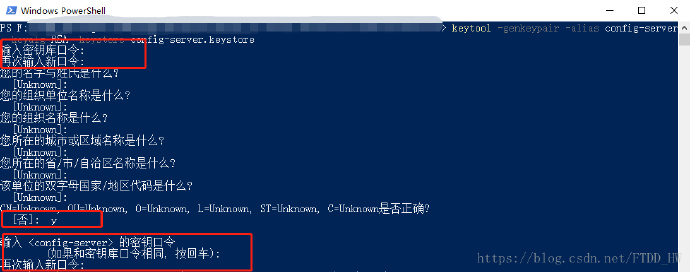 Windows PowerShell
PS F: > keytool -genkeypair -alias config-server
-keyalg RSA -keystore config-server.keystore
输入密钥库口令:
再次输入新口令:
您的名字与姓氏是什么?
[Unknown]:
您的组织单位名称是什么?
[Unknown]:
您的组织名称是什么?
[Unknown]:
您所在的城市或区域名称是什么?
[Unknown]:
您所在的省/市/自治区名称是什么?
[Unknown]:
该单位的双字母国家/地区代码是什么?
[Unknown]:
CN=Unknown, OU=Unknown, O=Unknown, L=Unknown, ST=Unknown, C=Unknown是否正确?
[否]: y
输入 <config-server> 的密钥口令
(如果和密钥库口令相同, 按回车):
再次输入新口令:
https://blog.csdn.net/FTDD_HW